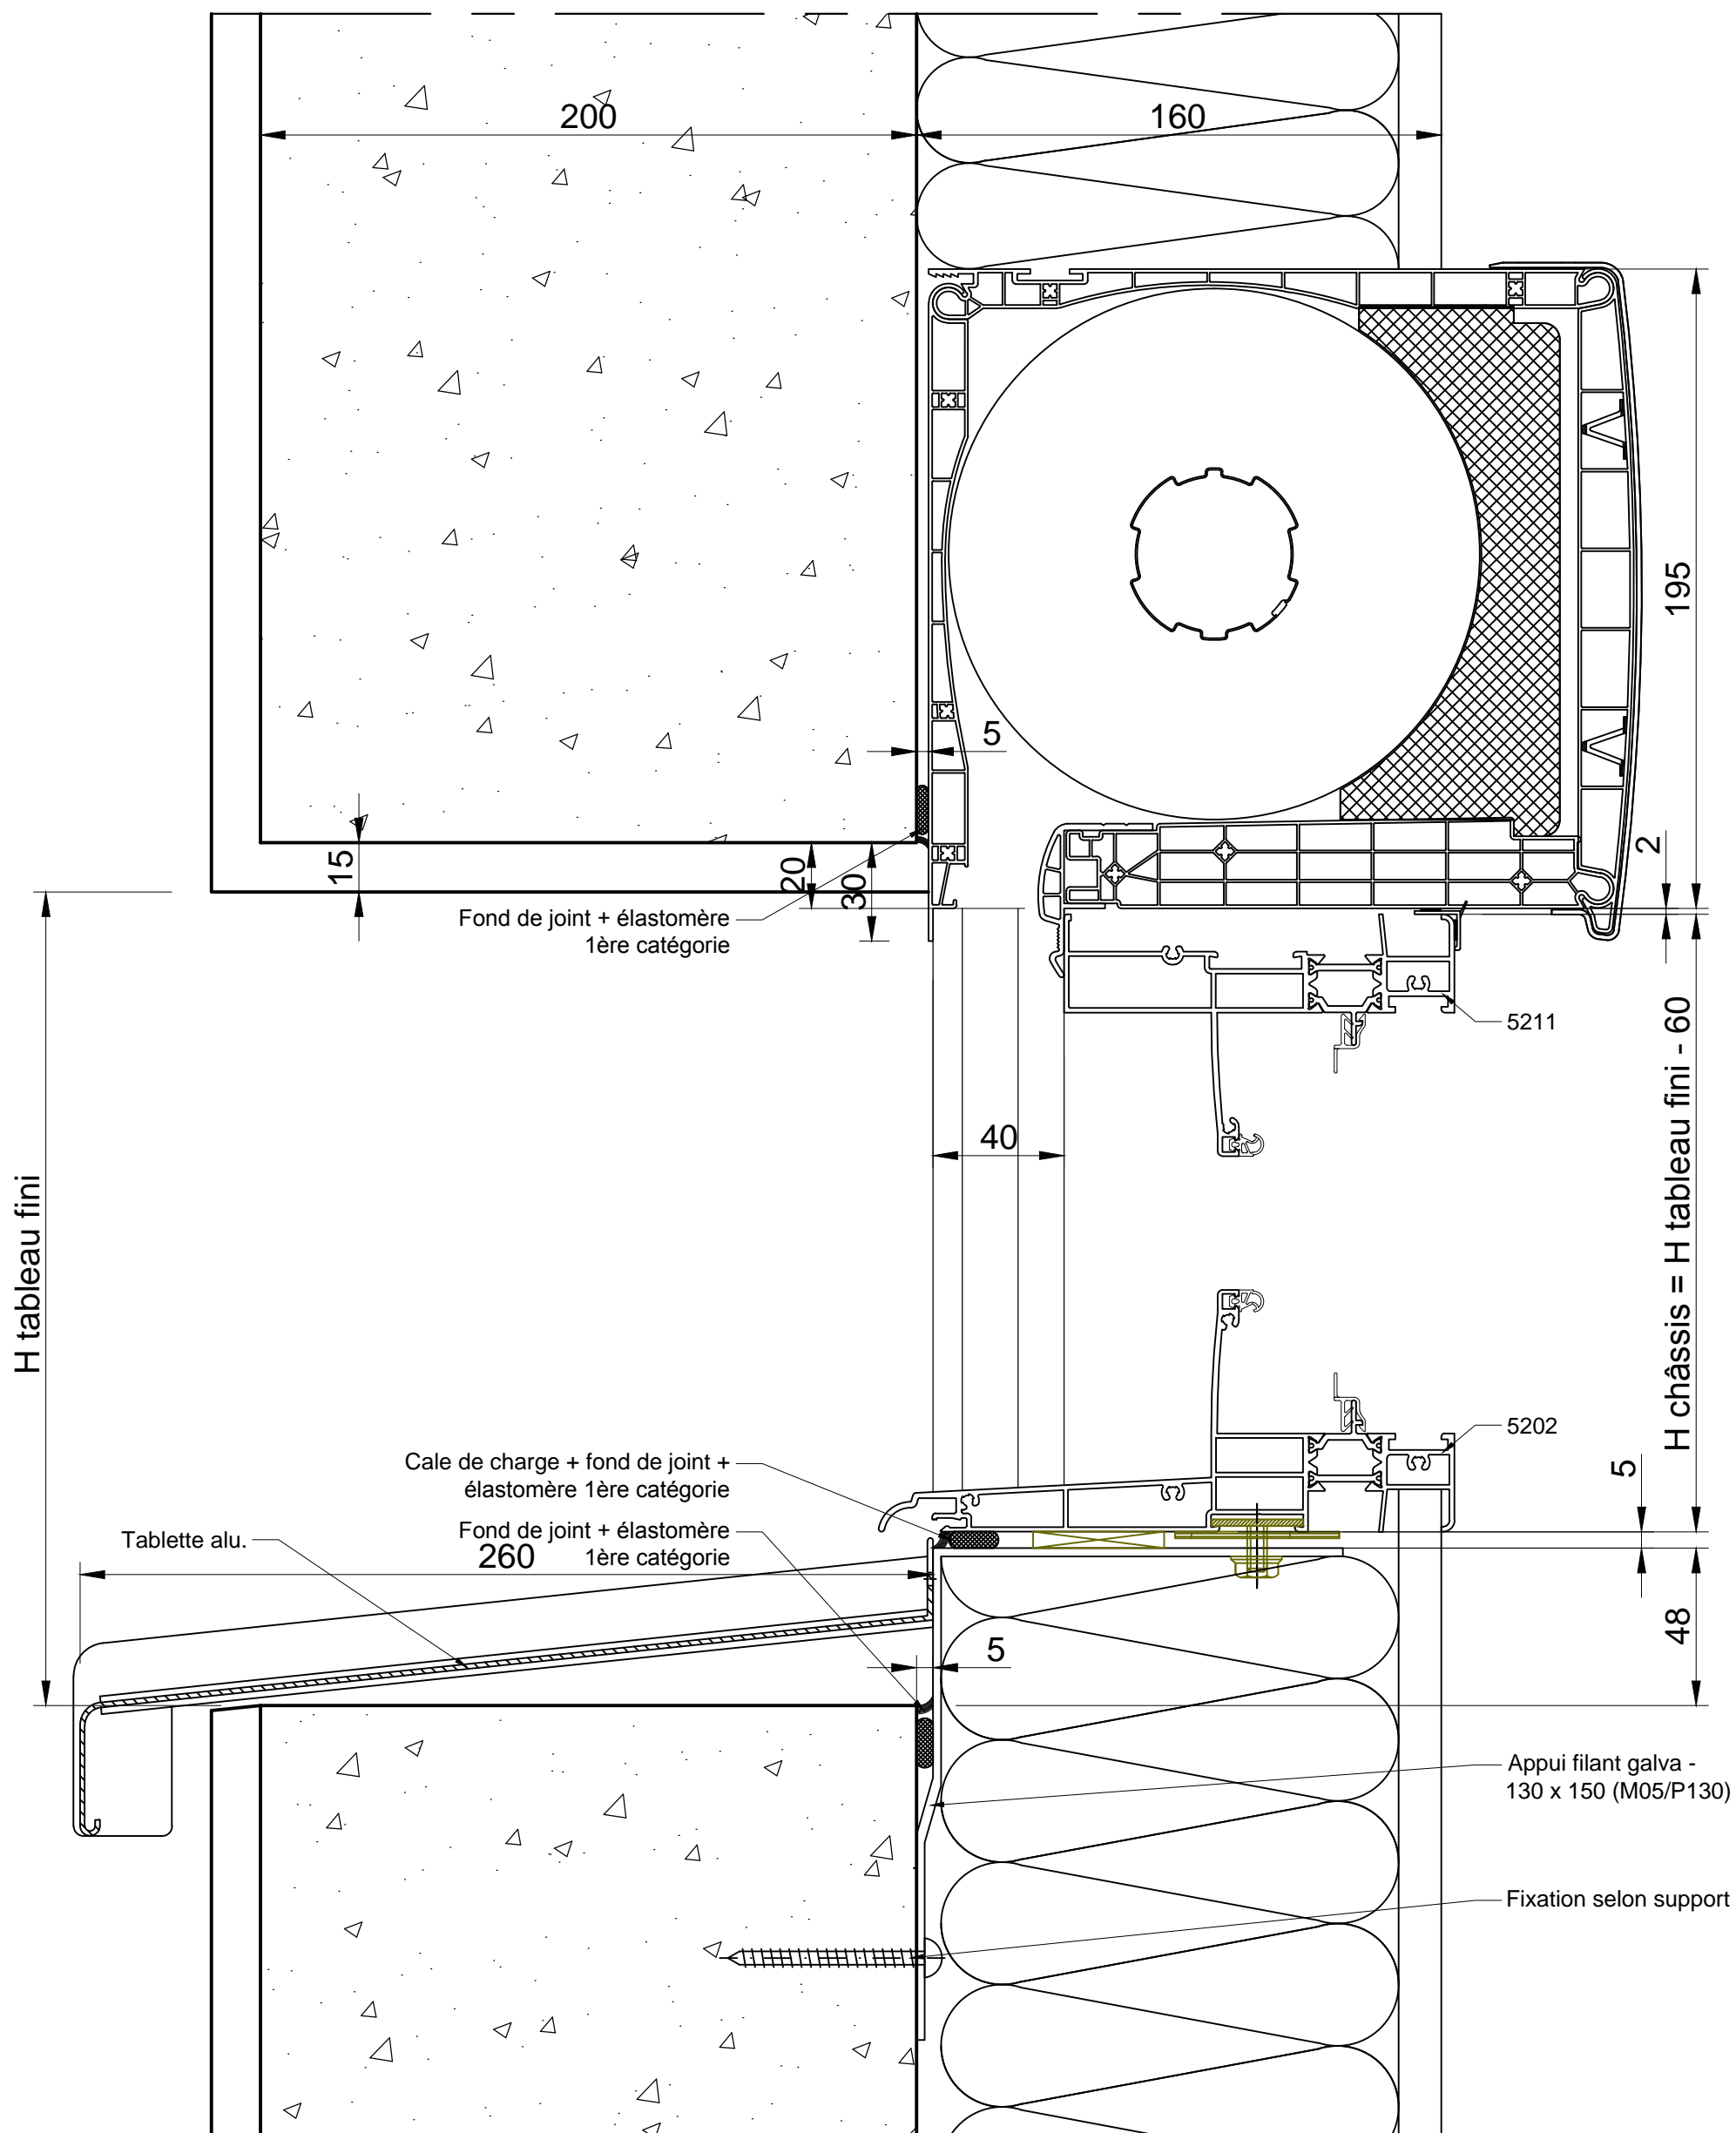 200
160
195
5
2
15
20
30
Fond de joint + élastomère
1ère catégorie
5211
40
H tableau fini
H châssis = H tableau fini - 60
5202
Cale de charge + fond de joint +
élastomère 1ère catégorie
5
Tablette alu.
Fond de joint + élastomère
1ère catégorie
260
48
5
Appui filant galva -
130 x 150 (M05/P130)
Fixation selon support